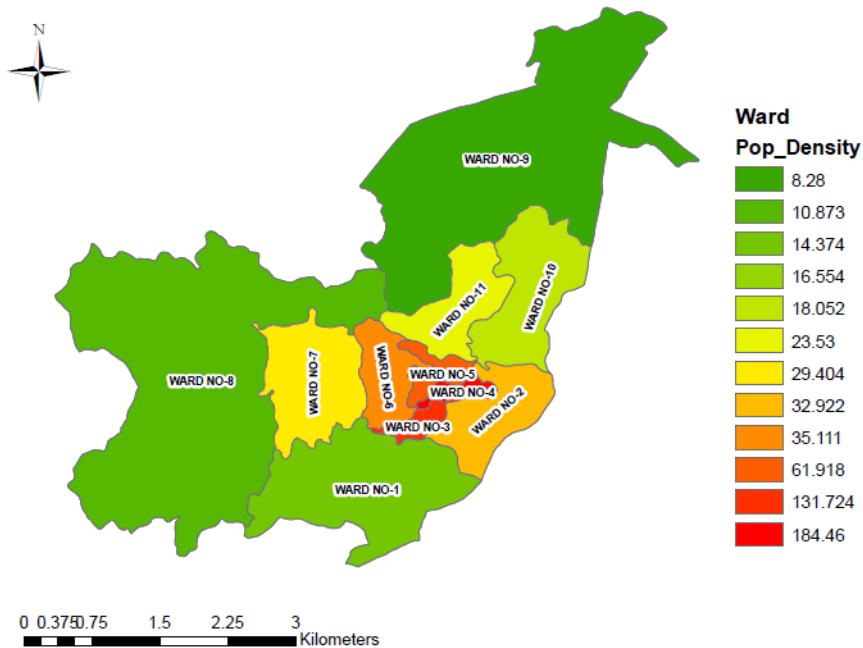 N
WARD NO-9
WARD NO-10
WARD NO-11
WARD NO-7
WARD NO-8
WARD NO-6
WARD NO-5
WARD NO-4
WARD NO-2
WARD NO-3
WARD NO-1
Ward
Pop_Density
8.28
10.873
14.374
16.554
18.052
23.53
29.404
32.922
35.111
61.918
131.724
184.46
0 0.3750.75 1.5 2.25 3
Kilometers